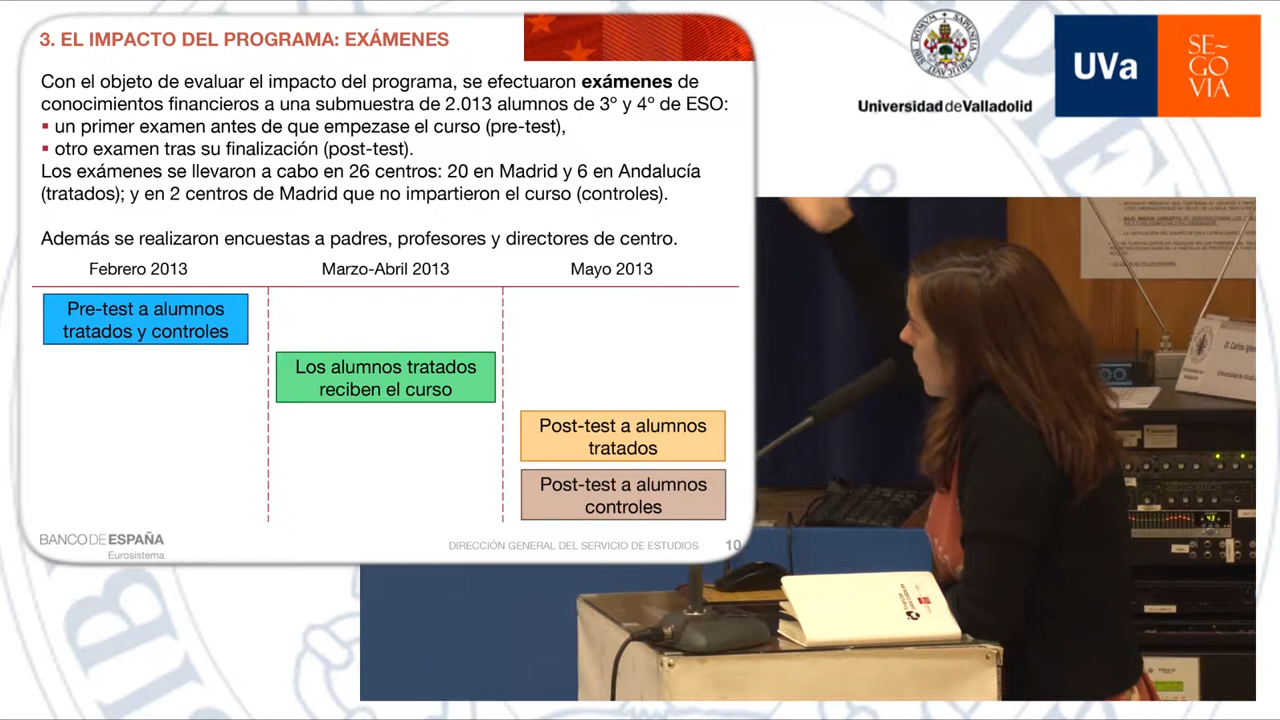 3. EL IMPACTO DEL PROGRAMA: EXÁMENES
Con el objeto de evaluar el impacto del programa, se efectuaron exámenes de
conocimientos financieros a una submuestra de 2.013 alumnos de 3º y 4º de ESO:
▪ un primer examen antes de que empezase el curso (pre-test),
▪ otro examen tras su finalización (post-test).
Los exámenes se llevaron a cabo en 26 centros: 20 en Madrid y 6 en Andalucía
(tratados); y en 2 centros de Madrid que no impartieron el curso (controles).
Además se realizaron encuestas a padres, profesores y directores de centro.
Febrero 2013
Marzo-Abril 2013
Mayo 2013
Pre-test a alumnos
tratados y controles
Los alumnos tratados
reciben el curso
Post-test a alumnos
tratados
Post-test a alumnos
controles
BANCO DE ESPAÑA
Eurosistema
DIRECCIÓN GENERAL DEL SERVICIO DE ESTUDIOS
10
Universidad de Valladolid
UVa
SE~
GO
VIA
D. Carlos